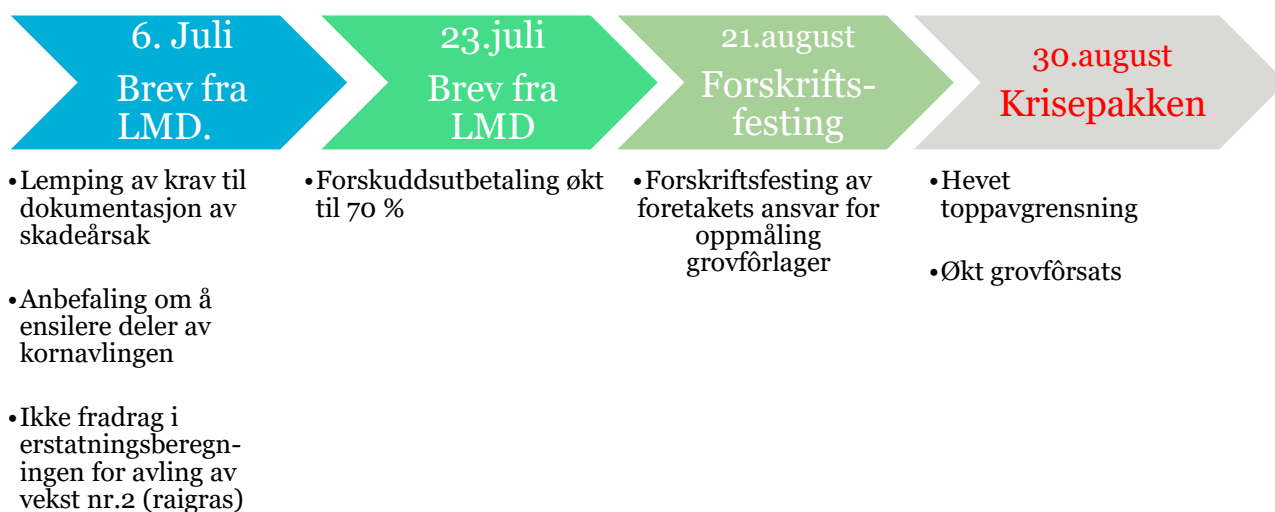 6. Juli
Brev fra
LMD.
•Lemping av krav til
dokumentasjon av
skadeårsak
•Anbefaling om å
ensilere deler av
kornavlingen
•Ikke fradrag i
erstatningsberegn-
ingen for avling av
vekst nr.2 (raigras)
23.juli
Brev fra
LMD
•Forskuddsutbetaling økt
til 70 %
21.august
Forskrifts-
festing
•Forskriftsfesting av
foretakets ansvar for
oppmåling
grovfôrlager
30.august
Krisepakken
•Hevet
toppavgrensning
•Økt grovfôrsats